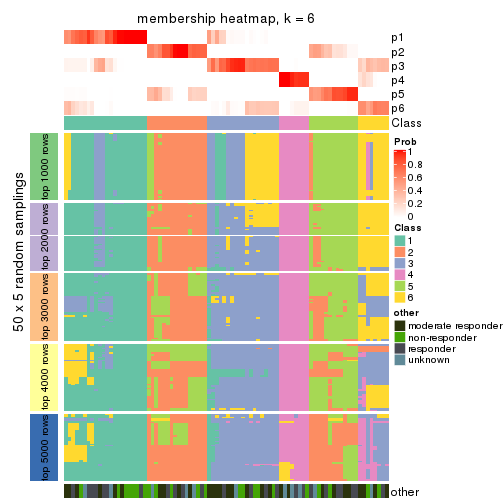 membership heatmap, k = 6
p1
p2
p3
p4
p5
p6
Class
50 x 5 random samplings
top 1000 rows
top 2000 rows
top 3000 rows
top 4000 rows
top 5000 rows
other
Prob
1
0.8
0.6
0.4
0.2
0
Class
1
2
3
4
5
6
other
moderate responder
non-responder
responder
unknown